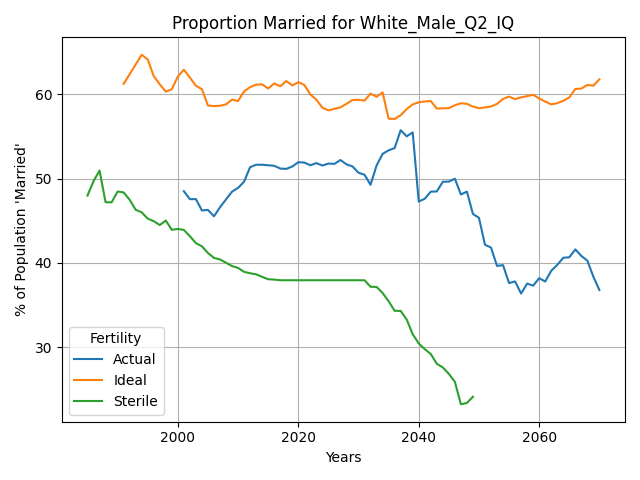 Proportion Married for White_Male_Q2_IQ
% of Population 'Married'
60
50
40
30
Fertility
Actual
Ideal
Sterile
2000 2020 2040 2060
Years